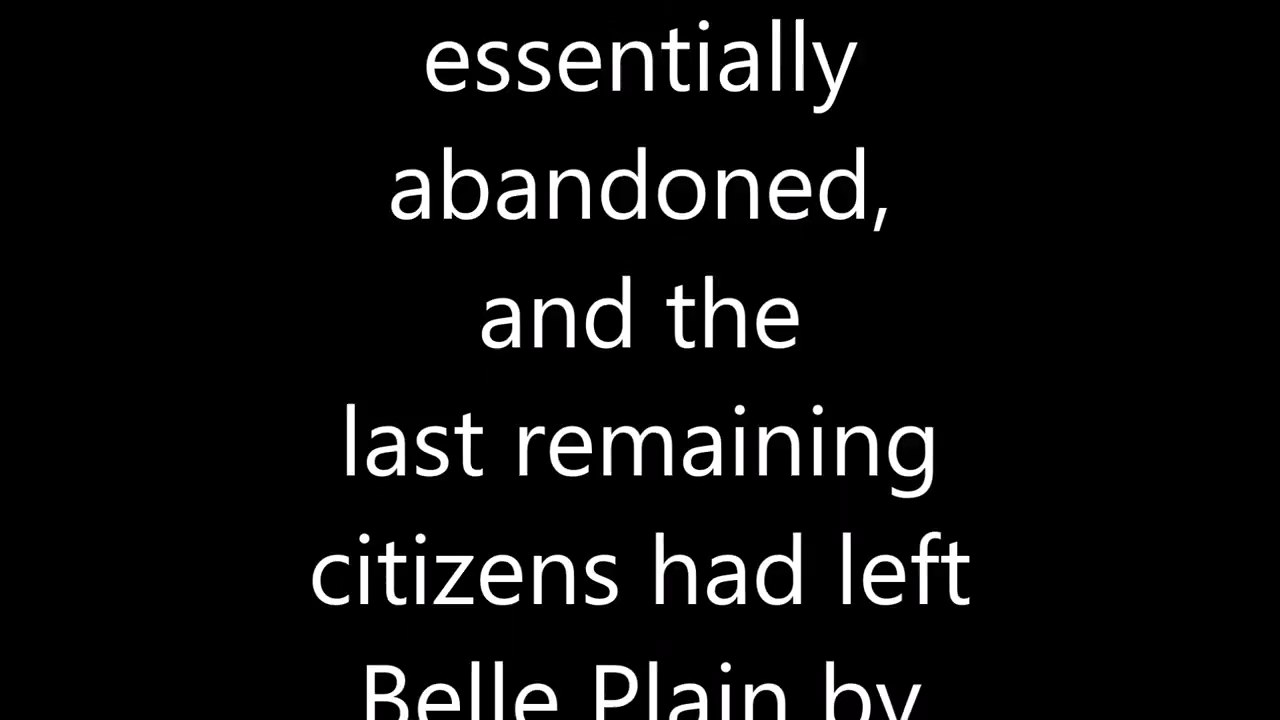 essentially
abandoned,
and the
last remaining
citizens had left
Belle Plain by